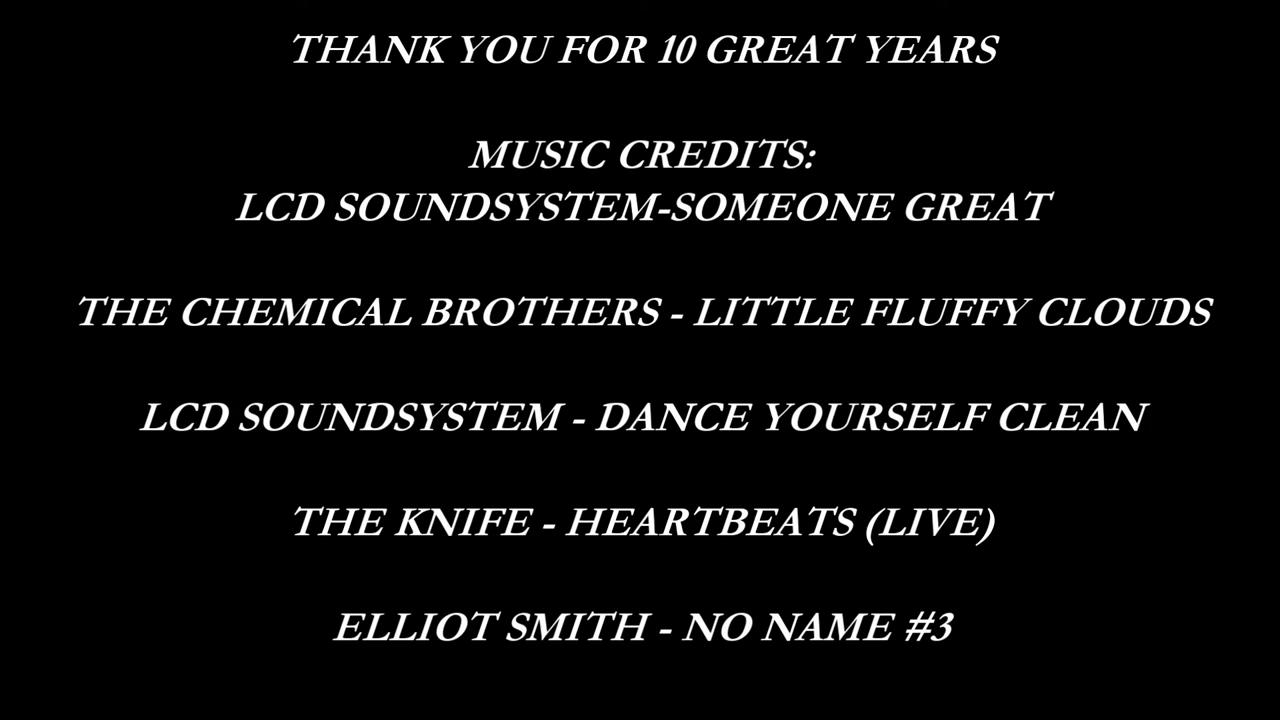 THANK YOU FOR 10 GREAT YEARS
MUSIC CREDITS:
LCD SOUNDSYSTEM-SOMEONE GREAT
THE CHEMICAL BROTHERS - LITTLE FLUFFY CLOUDS
LCD SOUNDSYSTEM - DANCE YOURSELF CLEAN
THE KNIFE - HEARTBEATS (LIVE)
ELLIOT SMITH - NO NAME #3